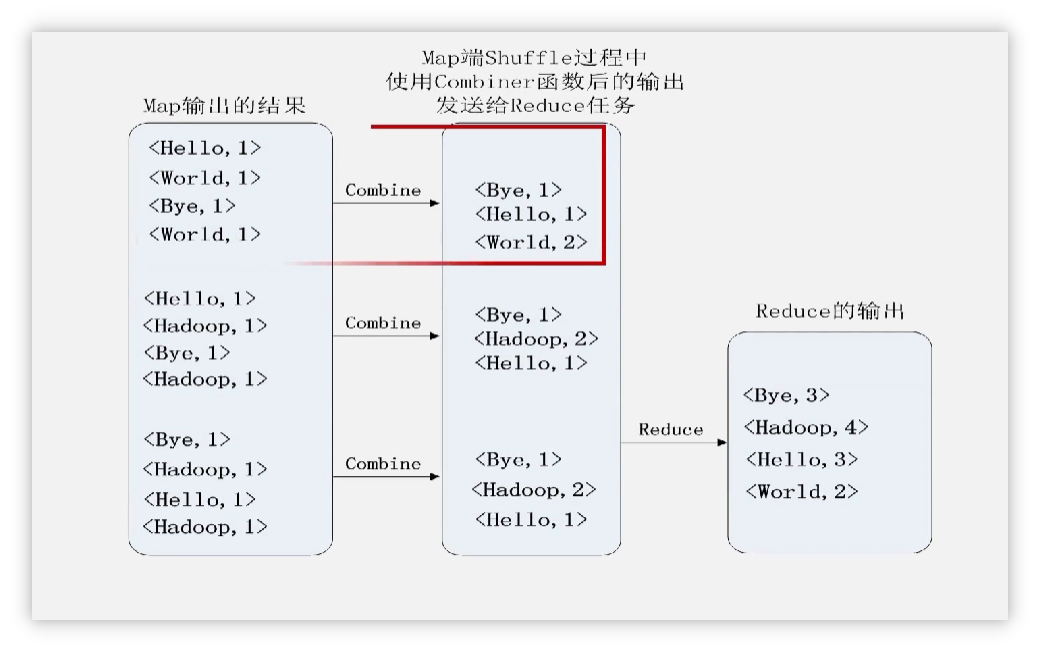 Map端Shuffle过程中
使用Combiner函数后的输出
发送给Reduce任务
Map输出的结果
<Hello,1>
<World,1>
<Bye,1>
<World,1>
Combine
<Bye,1>
<Hello,1>
<World,2>
<Hello,1>
<Hadoop,1>
<Bye,1>
<Hadoop,1>
Combine
<Bye,1>
<Hadoop,2>
<Hello,1>
<Bye,1>
<Hadoop,1>
<Hello,1>
<Hadoop,1>
Combine
<Bye,1>
<Hadoop,2>
<Hello,1>
Reduce
Reduce的输出
<Bye,3>
<Hadoop,4>
<Hello,3>
<World,2>